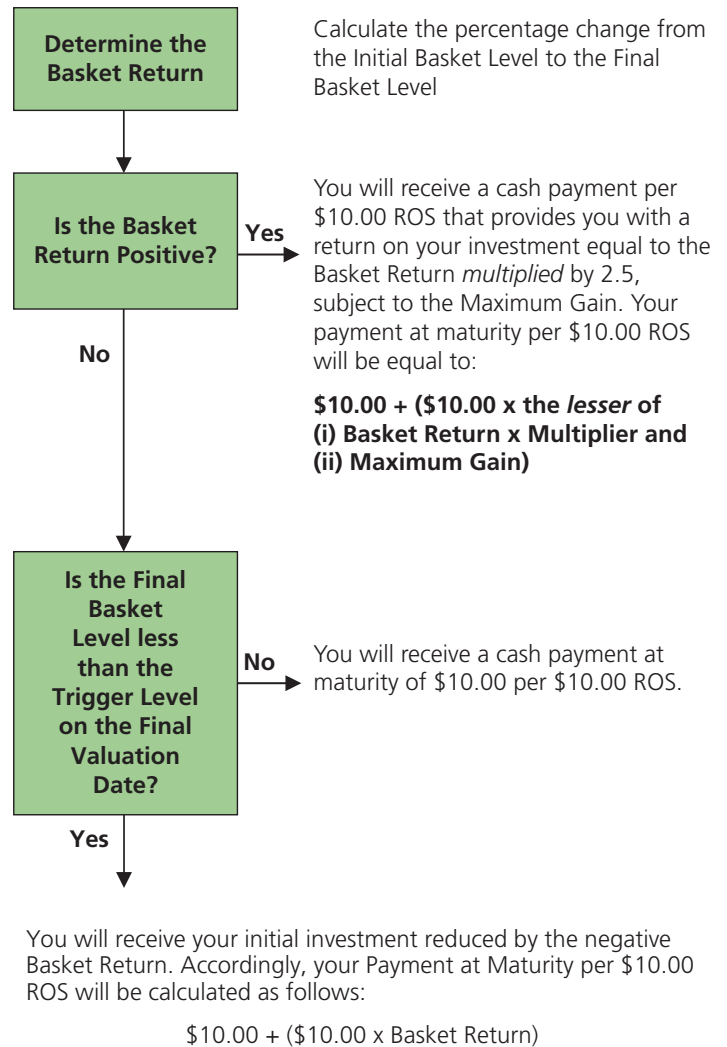 Determine the
Basket Return
Calculate the percentage change from
the Initial Basket Level to the Final
Basket Level
Is the Basket
Return Positive?
Yes
You will receive a cash payment per
$10.00 ROS that provides you with a
return on your investment equal to the
Basket Return multiplied by 2.5,
subject to the Maximum Gain. Your
payment at maturity per $10.00 ROS
will be equal to:
$10.00 + ($10.00 x the lesser of
(i) Basket Return x Multiplier and
(ii) Maximum Gain)
No
Is the Final
Basket
Level less
than the
Trigger Level
on the Final
Valuation
Date?
No
You will receive a cash payment at
maturity of $10.00 per $10.00 ROS.
Yes
You will receive your initial investment reduced by the negative
Basket Return. Accordingly, your Payment at Maturity per $10.00
ROS will be calculated as follows:
$10.00 + ($10.00 x Basket Return)